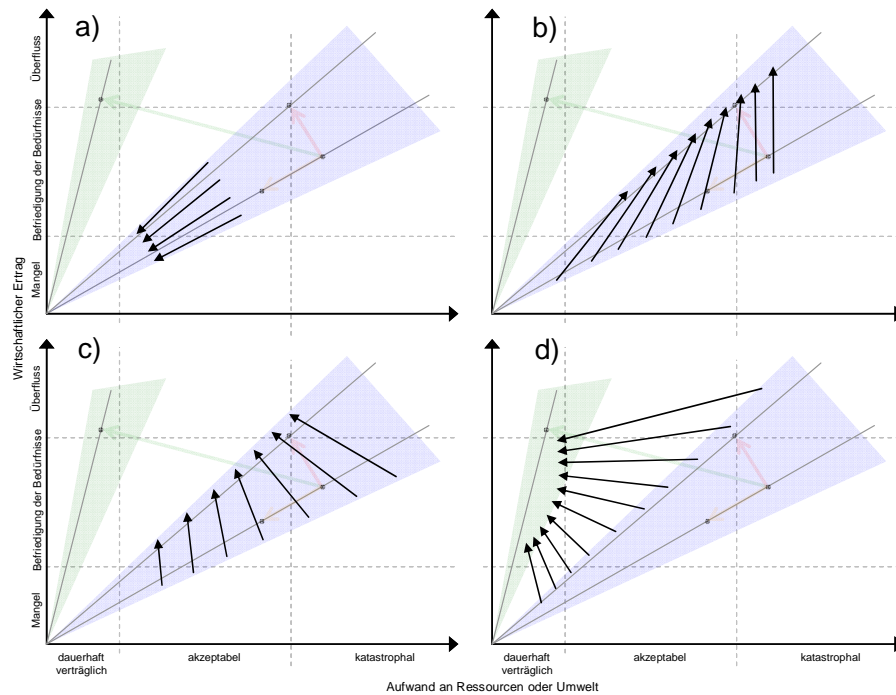 a)
b)
Überfluss
Befriedigung der Bedürfnisse
Mangel
Wirtschaftlicher Ertrag
c)
d)
Überfluss
Befriedigung der Bedürfnisse
Mangel
dauerhaft
verträglich
akzeptabel
katastrophal
dauerhaft
verträglich
akzeptabel
katastrophal
Aufwand an Ressourcen oder Umwelt